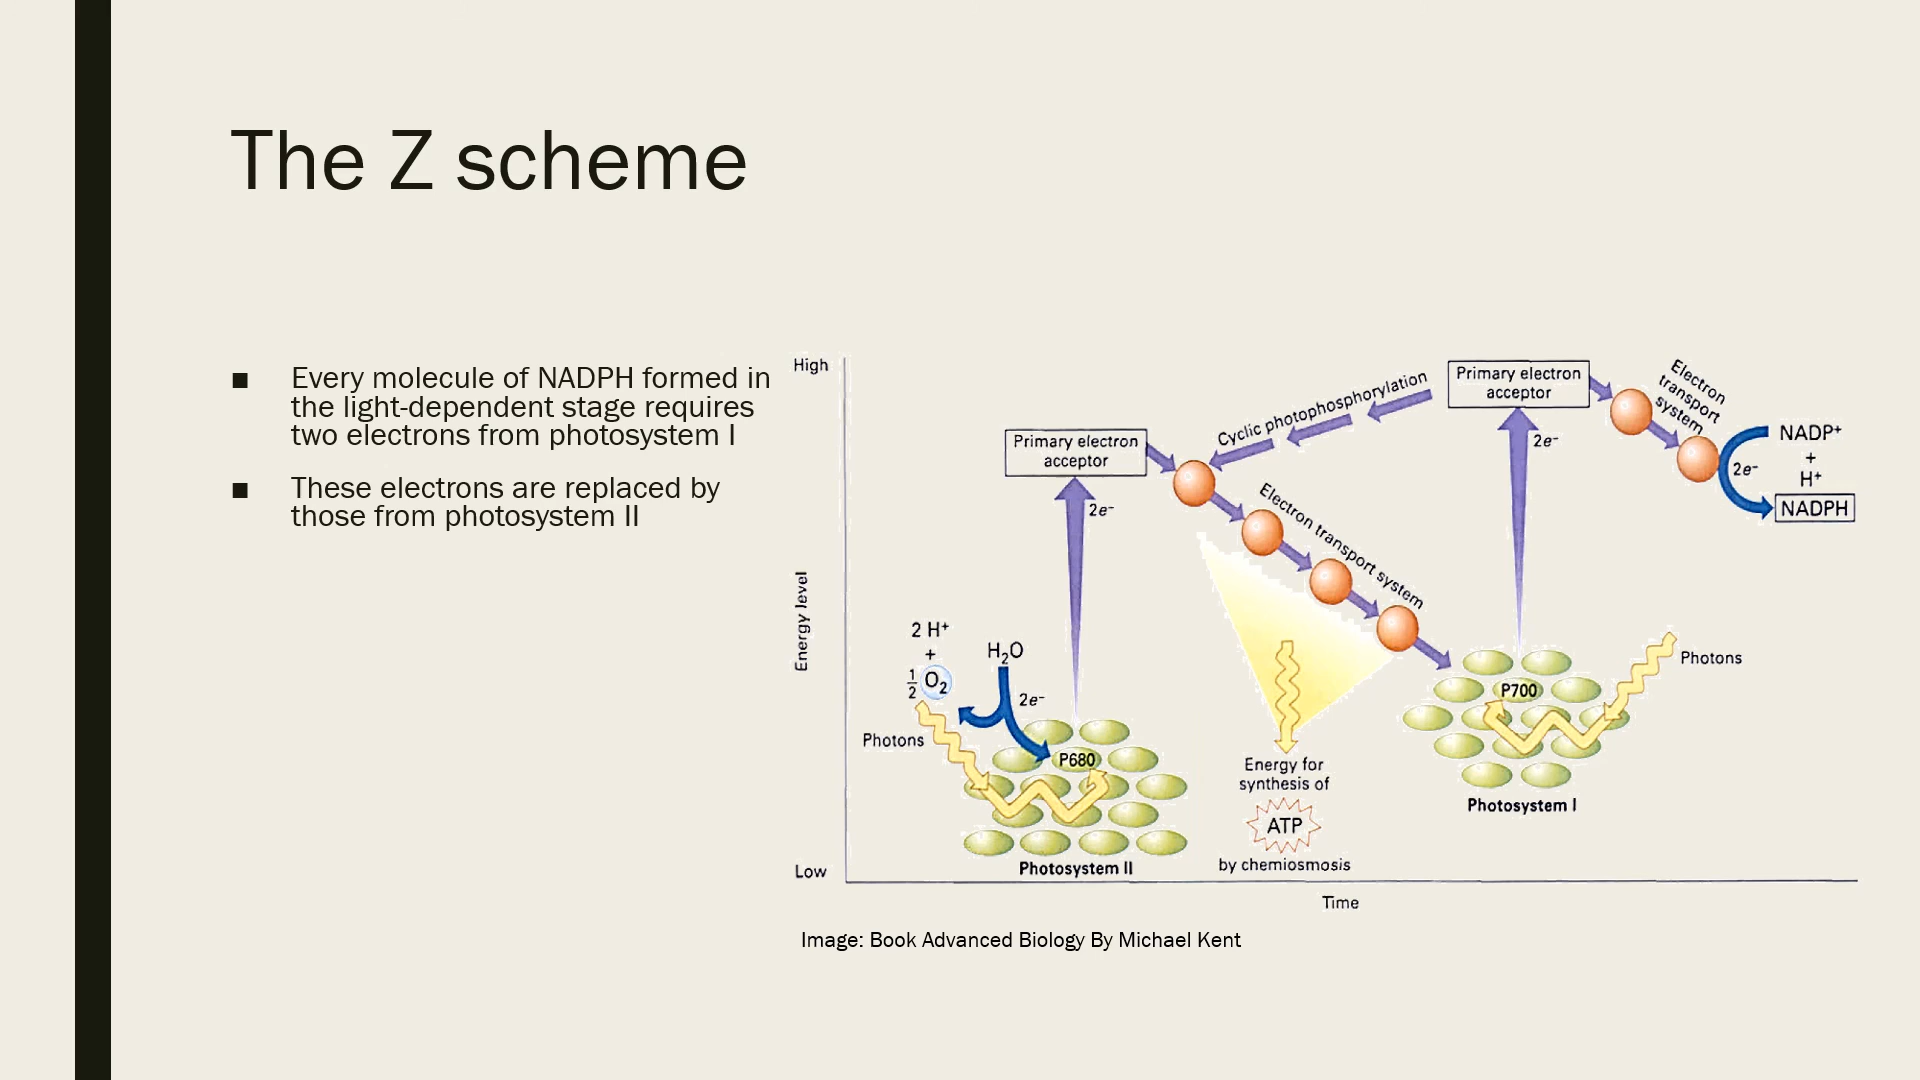 The Z scheme
■ Every molecule of NADPH formed in
the light-dependent stage requires
two electrons from photosystem I
■ These electrons are replaced by
those from photosystem II
High
Energy level
Low
Time
2 H⁺
+
½ O₂
H₂O
2e⁻
Photons
P680
Photosystem II
Primary electron
acceptor
2e⁻
Cyclic photophosphorylation
Electron transport system
Energy for
synthesis of
ATP
by chemiosmosis
Primary electron
acceptor
2e⁻
P700
Photons
Photosystem I
Electron
transport
system
2e⁻
NADP⁺
+
H⁺
NADPH
Image: Book Advanced Biology By Michael Kent